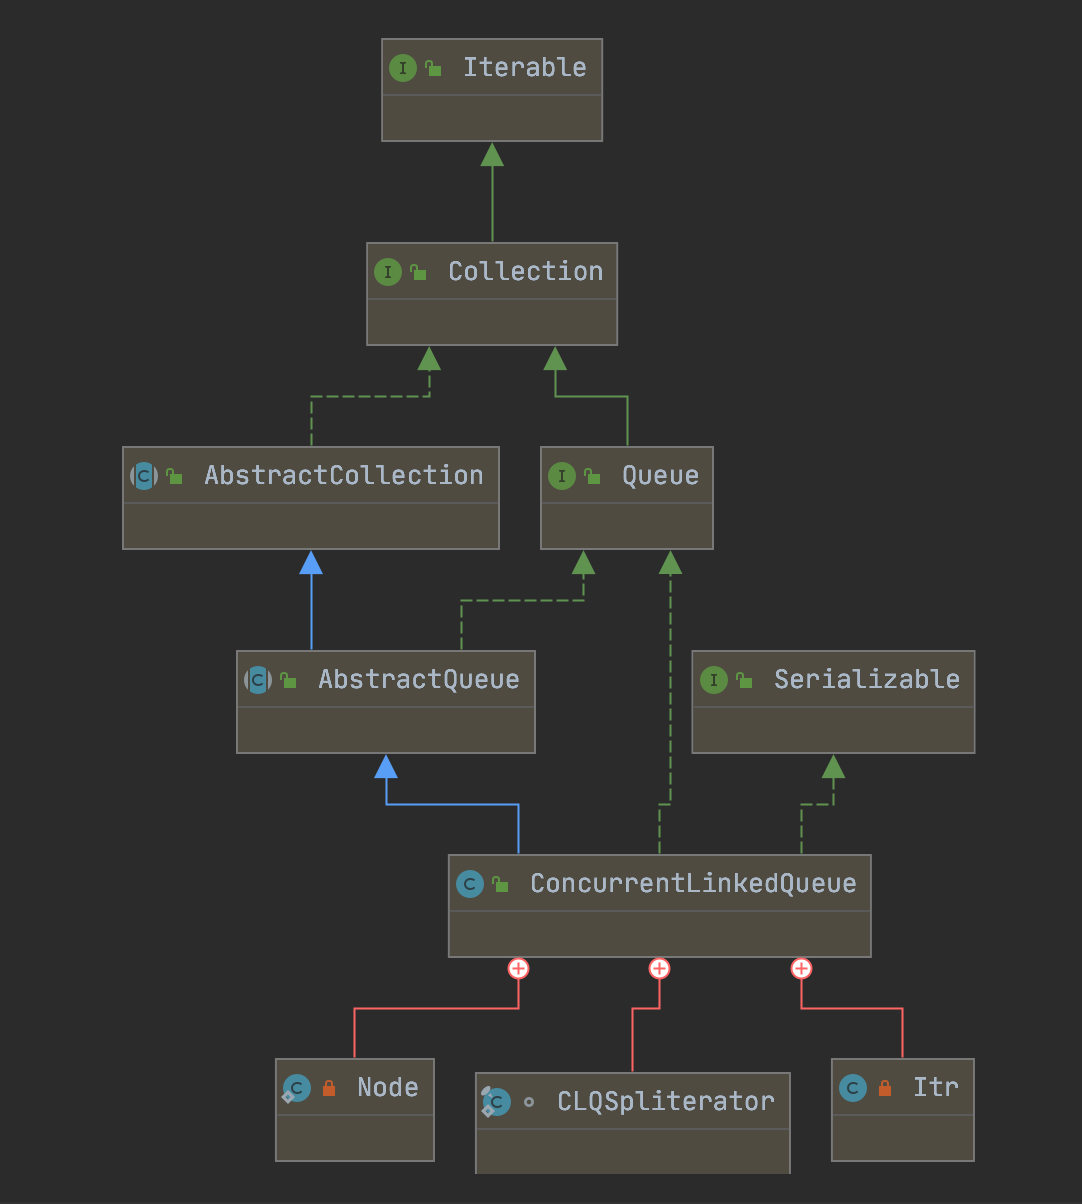 Iterable
Collection
AbstractCollection
Queue
AbstractQueue
Serializable
ConcurrentLinkedQueue
Node
CLQSpliterator
Itr